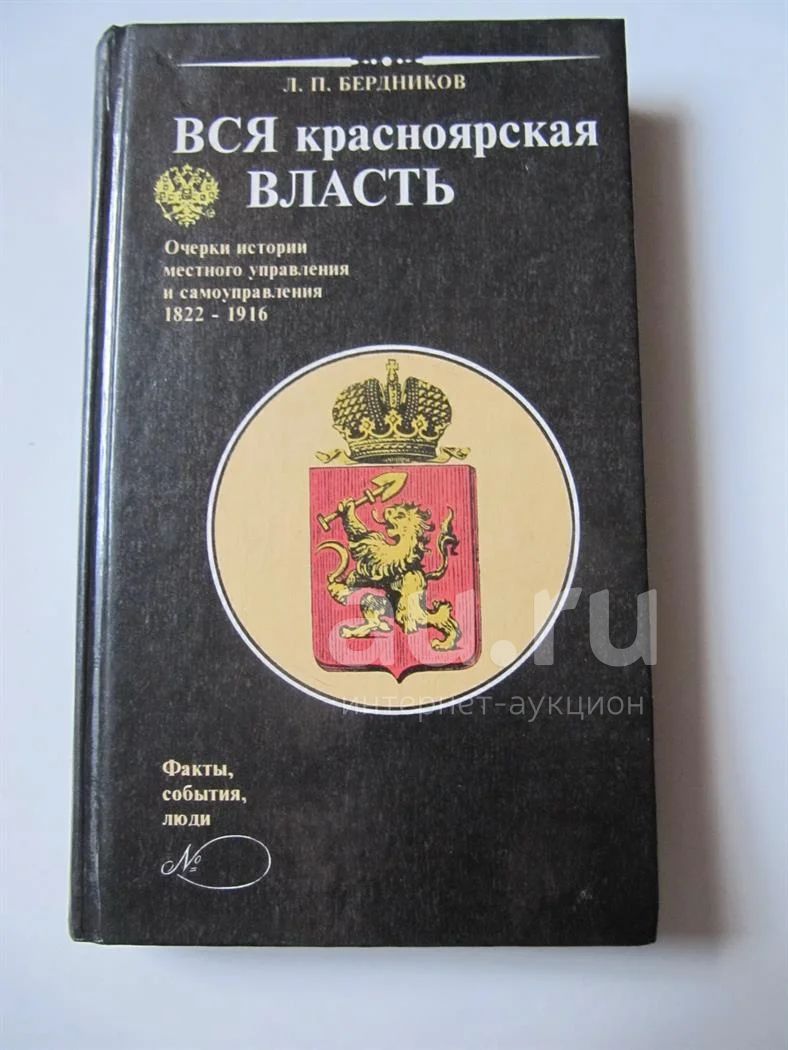 Л. П. БЕРДНИКОВ
ВСЯ красноярская
ВЛАСТЬ
Очерки истории
местного управления
и самоуправления
1822 - 1916
au.ru
интернет-аукцион
Факты,
события,
люди
№